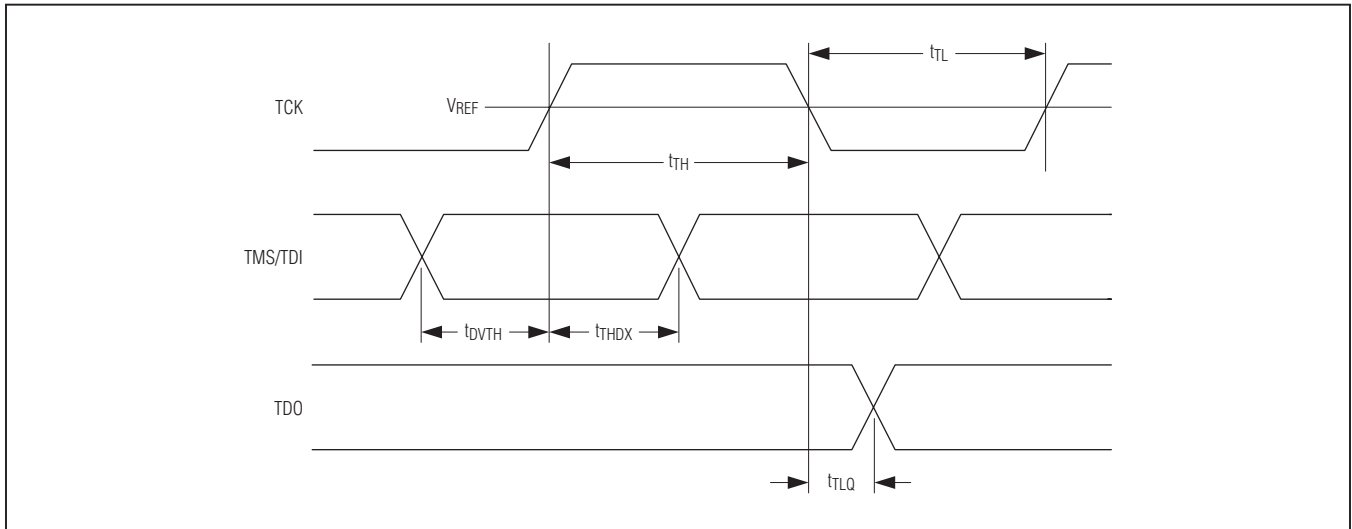 tTL
TCK
VREF
tTH
TMS/TDI
tDVTH
tTHDX
TDO
tTLQ